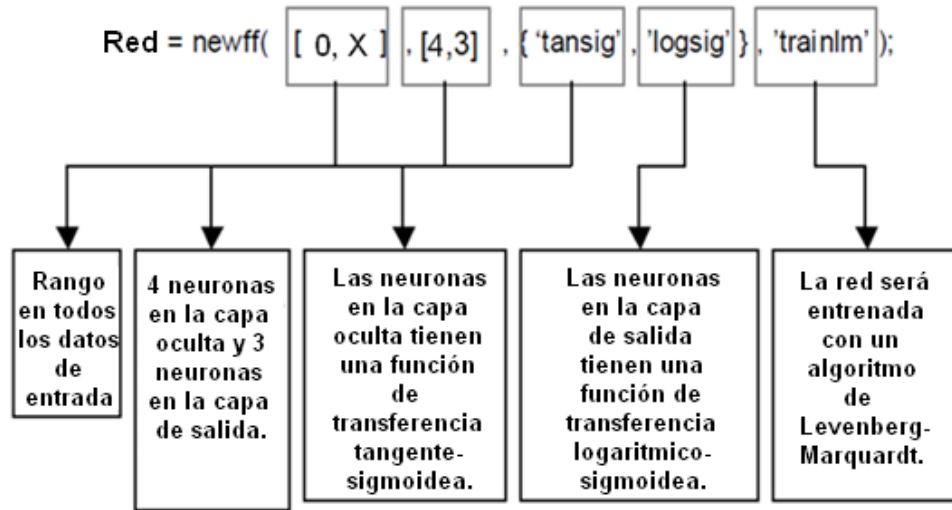 Red = newff( [ 0, X ] , [4,3] , { ‘tansig’ , ‘logsig’ } , 'trainlm' );
Rango
en todos
los datos
de
entrada
4 neuronas
en la capa
oculta y 3
neuronas
en la capa
de salida.
Las neuronas
en la capa
oculta tienen
una función
de
transferencia
tangente-
sigmoidea.
Las neuronas
en la capa
de salida
tienen una
función de
transferencia
logaritmico-
sigmoidea.
La red será
entrenada
con un
algoritmo
de
Levenberg-
Marquardt.